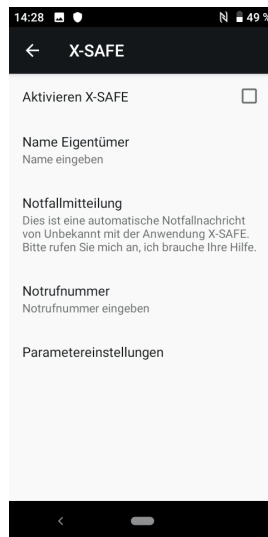 14:28 49 %
X-SAFE
Aktivieren X-SAFE
Name Eigentümer
Name eingeben
Notfallmitteilung
Dies ist eine automatische Notfallnachricht
von Unbekannt mit der Anwendung X-SAFE.
Bitte rufen Sie mich an, ich brauche Ihre Hilfe.
Notrufnummer
Notrufnummer eingeben
Parametereinstellungen